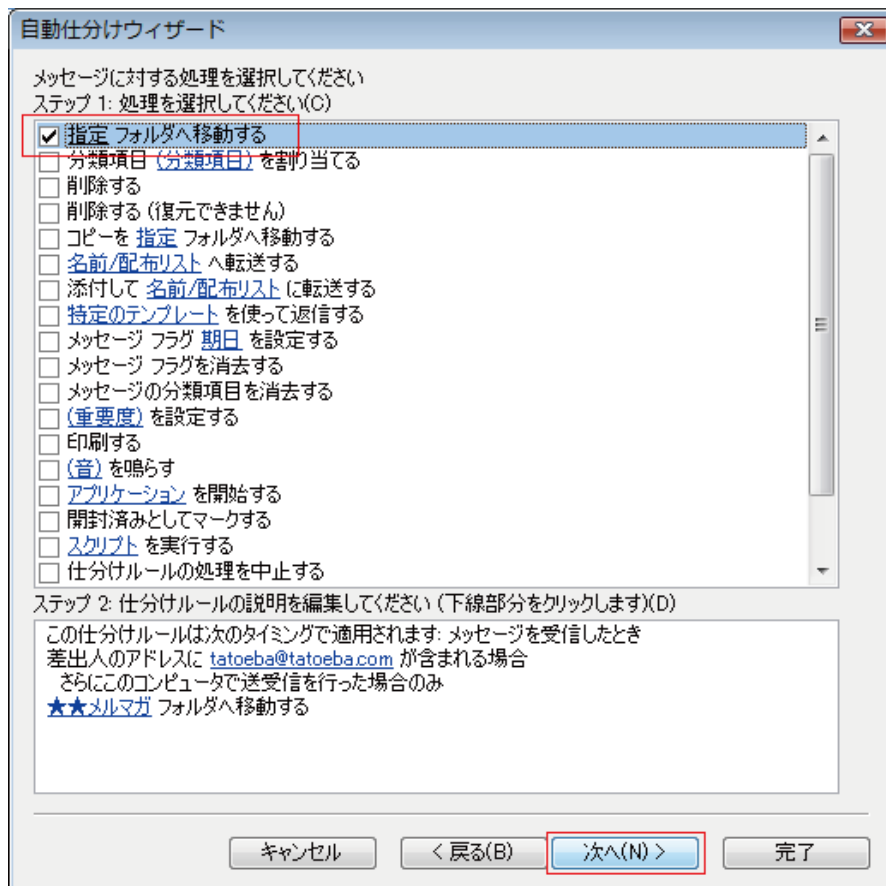 自動仕分けウィザード
メッセージに対する処理を選択してください
ステップ 1: 処理を選択してください(C)
指定 フォルダへ移動する
分類項目 (分類項目) を割り当てる
削除する
削除する (復元できません)
コピーを 指定 フォルダへ移動する
名前/配布リスト へ転送する
添付して 名前/配布リスト に転送する
特定のテンプレート を使って返信する
メッセージ フラグ 期日 を設定する
メッセージ フラグを消去する
メッセージの分類項目を消去する
(重要度) を設定する
印刷する
(音) を鳴らす
アプリケーション を開始する
開封済みとしてマークする
スクリプト を実行する
仕分けルールの処理を中止する
ステップ 2: 仕分けルールの説明を編集してください (下線部分をクリックします)(D)
この仕分けルールは次のタイミングで適用されます: メッセージを受信したとき
差出人のアドレスに tatoeba@tatoeba.com が含まれる場合
さらにこのコンピュータで送受信を行った場合のみ
★★メルマガ フォルダへ移動する
キャンセル < 戻る(B) 次へ(N) > 完了